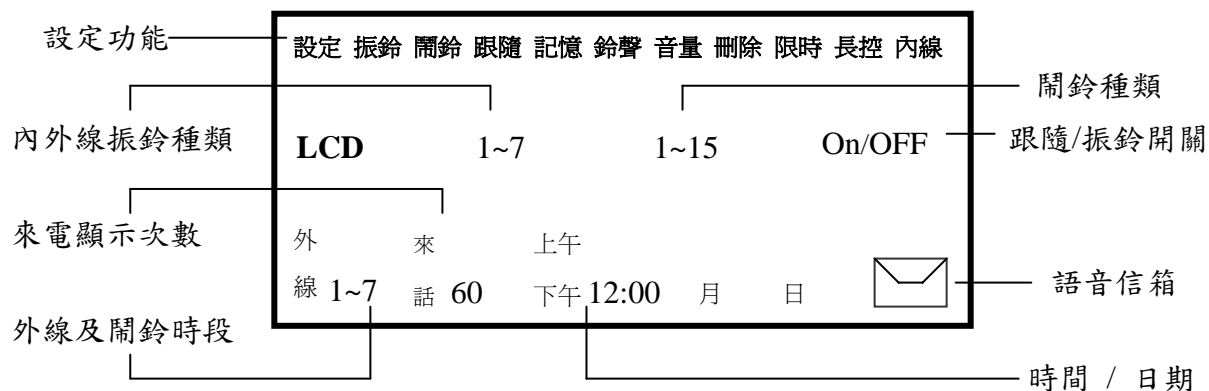 設定功能
設定 振鈴 鬧鈴 跟隨 記憶 鈴聲 音量 刪除 限時 長控 內線
鬧鈴種類
內外線振鈴種類
LCD 1~7 1~15 On/OFF
跟隨/振鈴開關
來電顯示次數
外 來 上午
線 1~7 話 60 下午 12:00 月 日
語音信箱
外線及鬧鈴時段
時間 / 日期